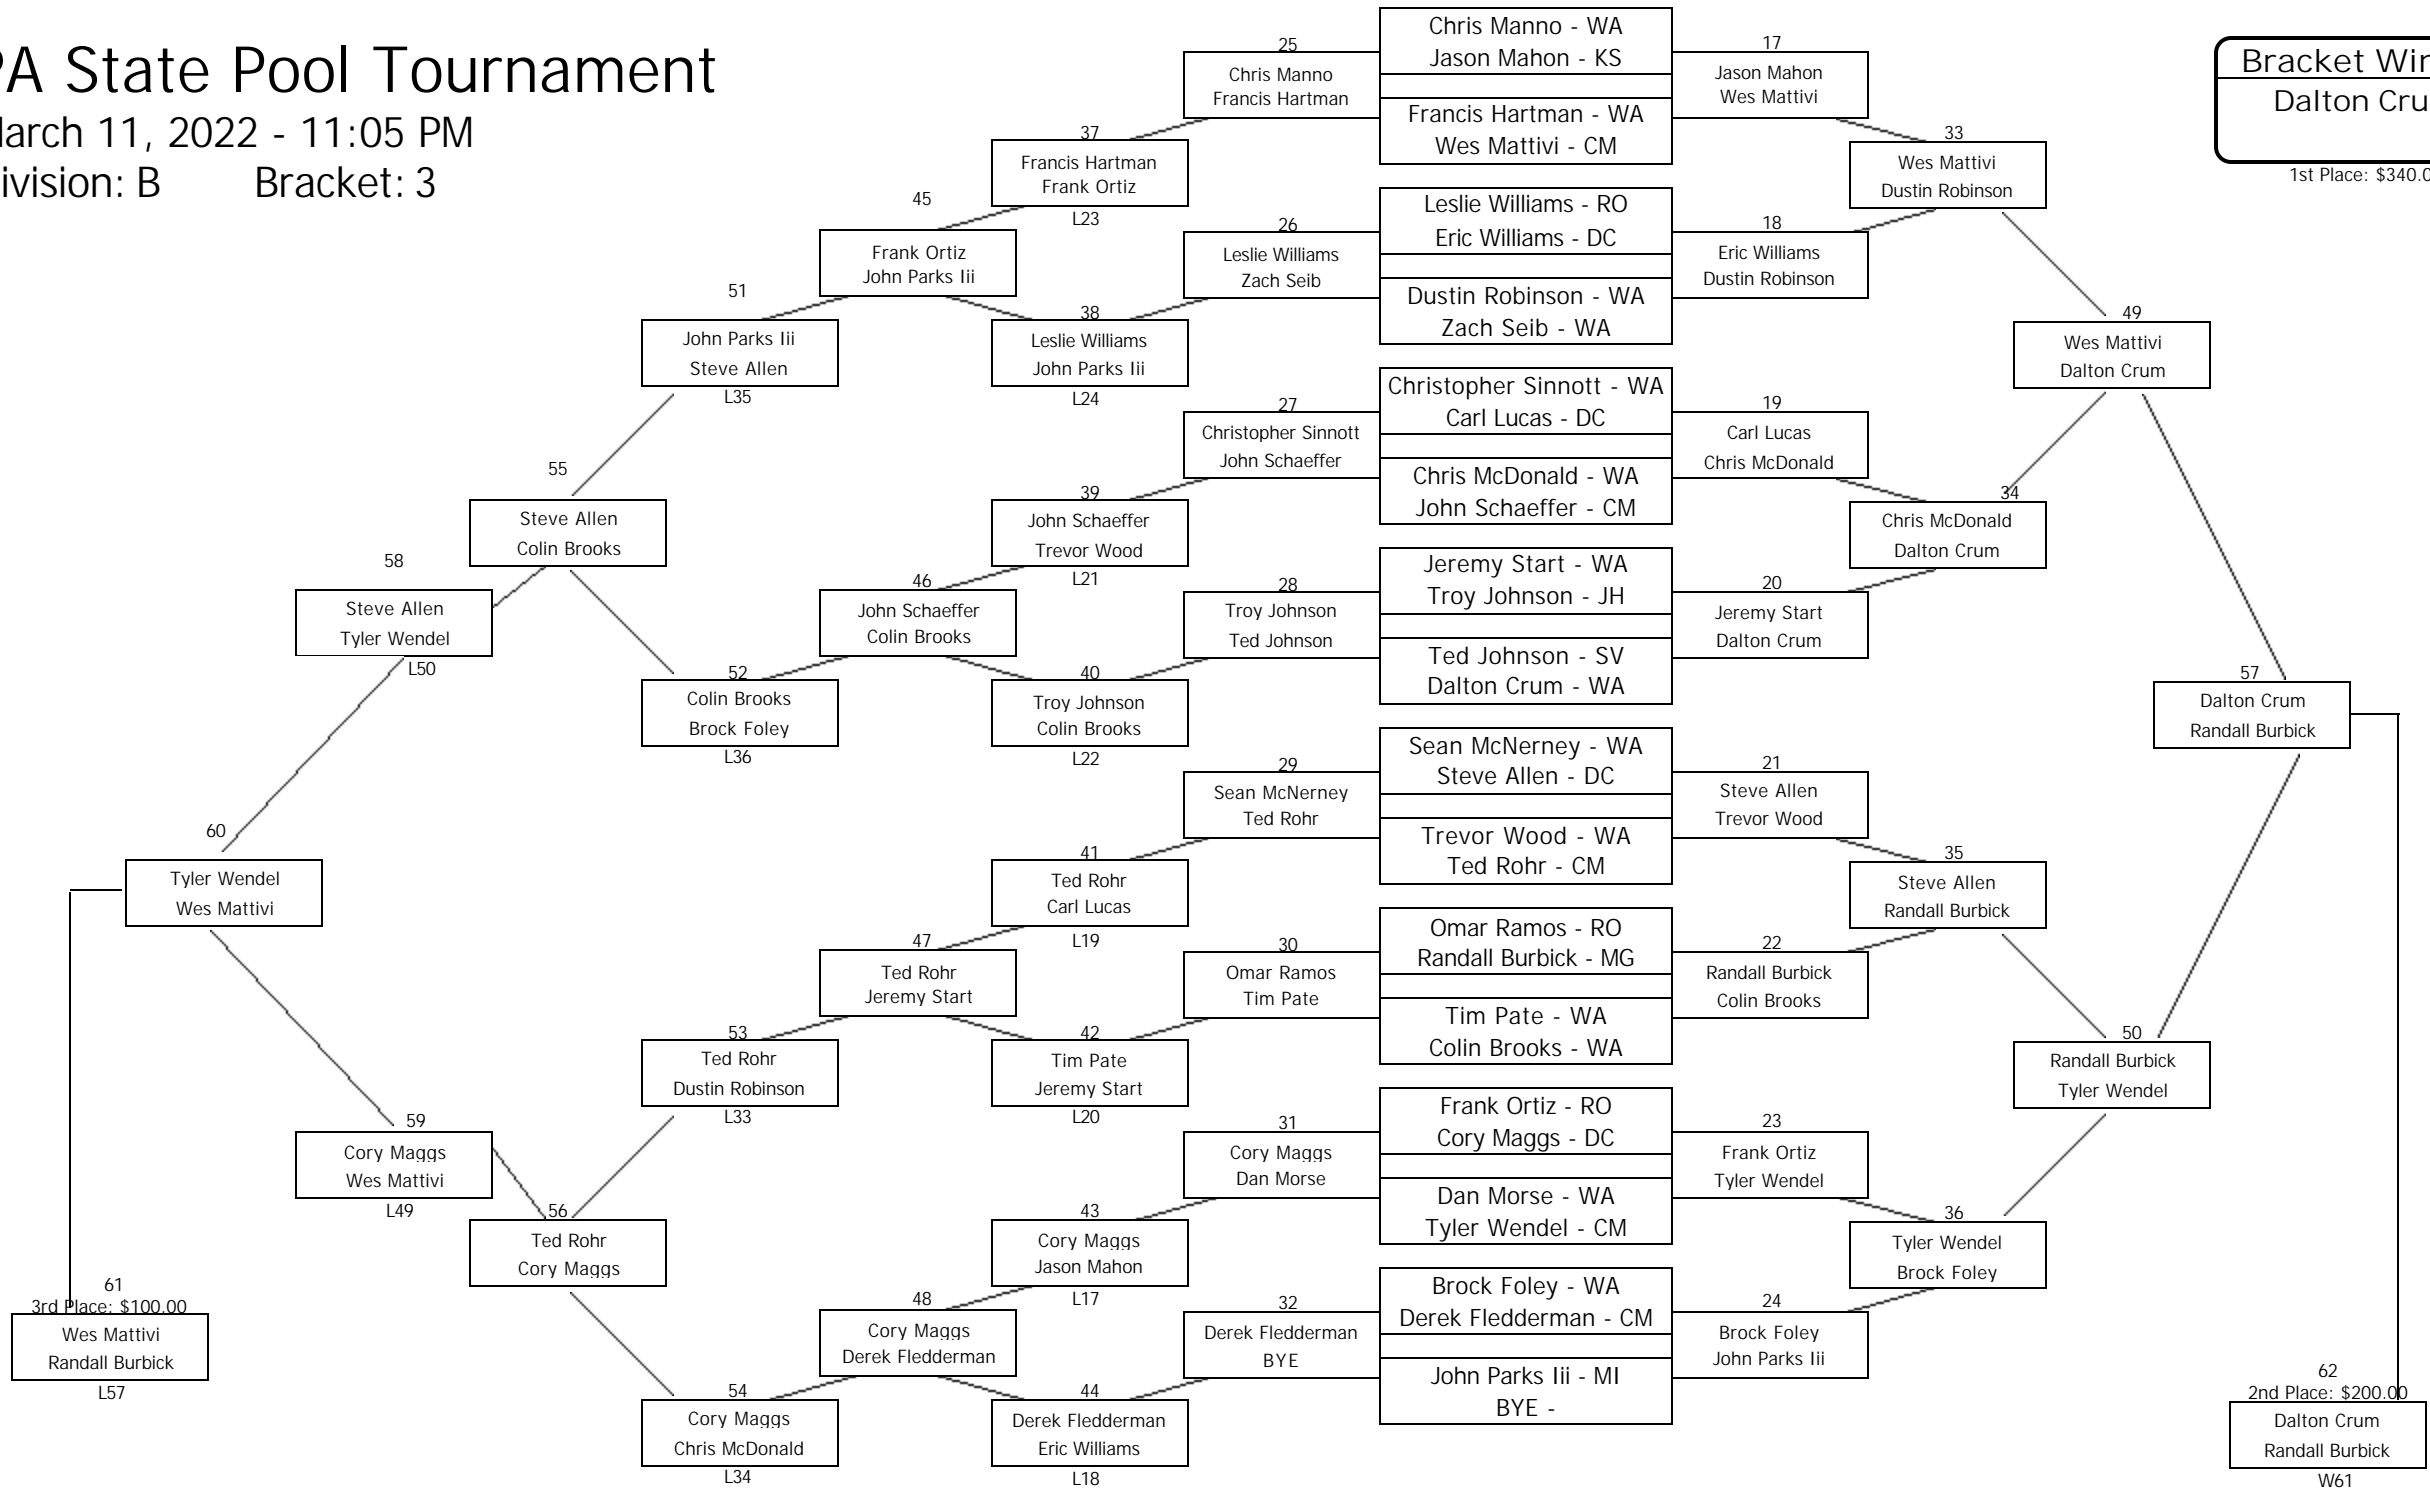 PA State Pool Tournament
March 11, 2022 - 11:05 PM
Division: B Bracket: 3
Bracket Win
Dalton Cru
1st Place: $340.0
Chris Manno - WA
Jason Mahon - KS
Francis Hartman - WA
Wes Mattivi - CM
Leslie Williams - RO
Eric Williams - DC
Dustin Robinson - WA
Zach Seib - WA
Christopher Sinnott - WA
Carl Lucas - DC
Chris McDonald - WA
John Schaeffer - CM
Jeremy Start - WA
Troy Johnson - JH
Ted Johnson - SV
Dalton Crum - WA
Sean McNerney - WA
Steve Allen - DC
Trevor Wood - WA
Ted Rohr - CM
Omar Ramos - RO
Randall Burbick - MG
Tim Pate - WA
Colin Brooks - WA
Frank Ortiz - RO
Cory Maggs - DC
Dan Morse - WA
Tyler Wendel - CM
Brock Foley - WA
Derek Fledderman - CM
John Parks Iii - MI
BYE -
17
Jason Mahon
Wes Mattivi
18
Eric Williams
Dustin Robinson
19
Carl Lucas
Chris McDonald
20
Jeremy Start
Dalton Crum
21
Steve Allen
Trevor Wood
22
Randall Burbick
Colin Brooks
23
Frank Ortiz
Tyler Wendel
24
Brock Foley
John Parks Iii
25
Chris Manno
Francis Hartman
26
Leslie Williams
Zach Seib
27
Christopher Sinnott
John Schaeffer
28
Troy Johnson
Ted Johnson
29
Sean McNerney
Ted Rohr
30
Omar Ramos
Tim Pate
31
Cory Maggs
Dan Morse
32
Derek Fledderman
BYE
33
Wes Mattivi
Dustin Robinson
34
Chris McDonald
Dalton Crum
35
Steve Allen
Randall Burbick
36
Tyler Wendel
Brock Foley
37
Francis Hartman
Frank Ortiz
L23
38
Leslie Williams
John Parks Iii
L24
39
John Schaeffer
Trevor Wood
L21
40
Troy Johnson
Colin Brooks
L22
41
Ted Rohr
Carl Lucas
L19
42
Tim Pate
Jeremy Start
L20
43
Cory Maggs
Jason Mahon
L17
44
Derek Fledderman
Eric Williams
L18
45
Frank Ortiz
John Parks Iii
46
John Schaeffer
Colin Brooks
47
Ted Rohr
Jeremy Start
48
Cory Maggs
Derek Fledderman
49
Wes Mattivi
Dalton Crum
50
Randall Burbick
Tyler Wendel
51
John Parks Iii
Steve Allen
L35
52
Colin Brooks
Brock Foley
L36
53
Ted Rohr
Dustin Robinson
L33
54
Cory Maggs
Chris McDonald
L34
55
Steve Allen
Colin Brooks
56
Ted Rohr
Cory Maggs
57
Dalton Crum
Randall Burbick
58
Steve Allen
Tyler Wendel
L50
59
Cory Maggs
Wes Mattivi
L49
60
Tyler Wendel
Wes Mattivi
61
3rd Place: $100.00
Wes Mattivi
Randall Burbick
L57
62
2nd Place: $200.00
Dalton Crum
Randall Burbick
W61